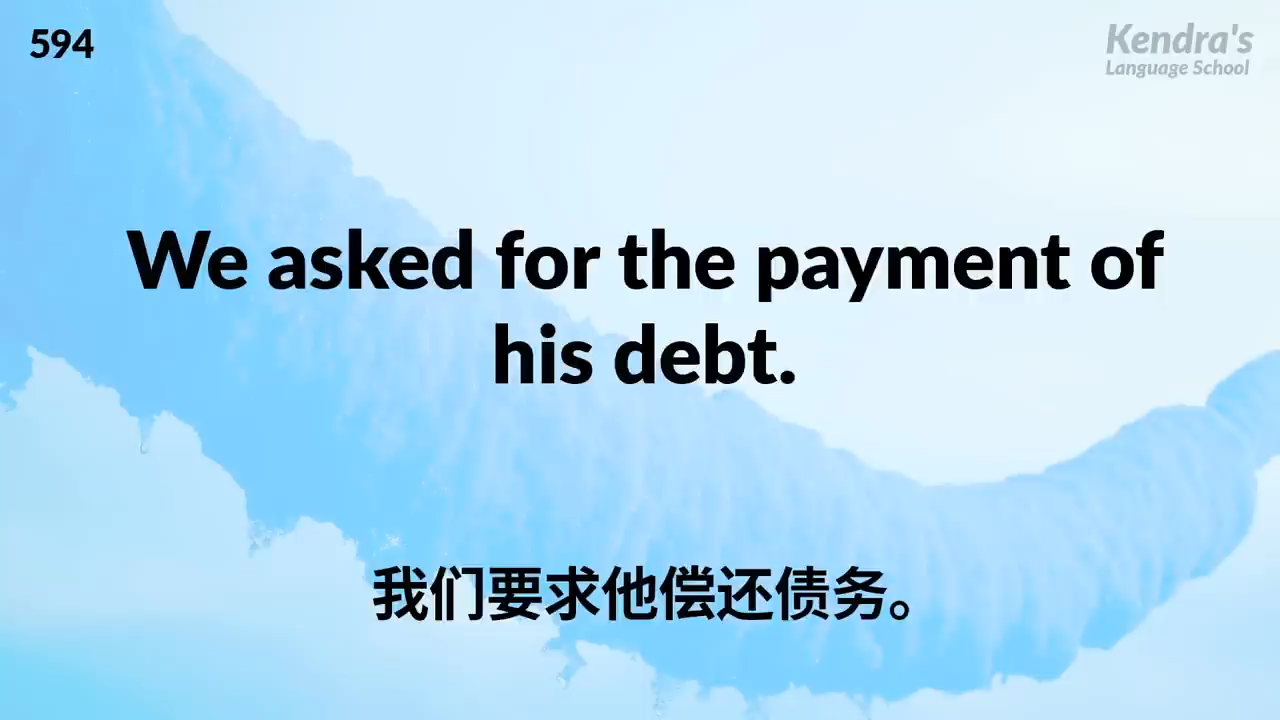 594
Kendra's
Language School
We asked for the payment of
his debt.
我们要求他偿还债务。